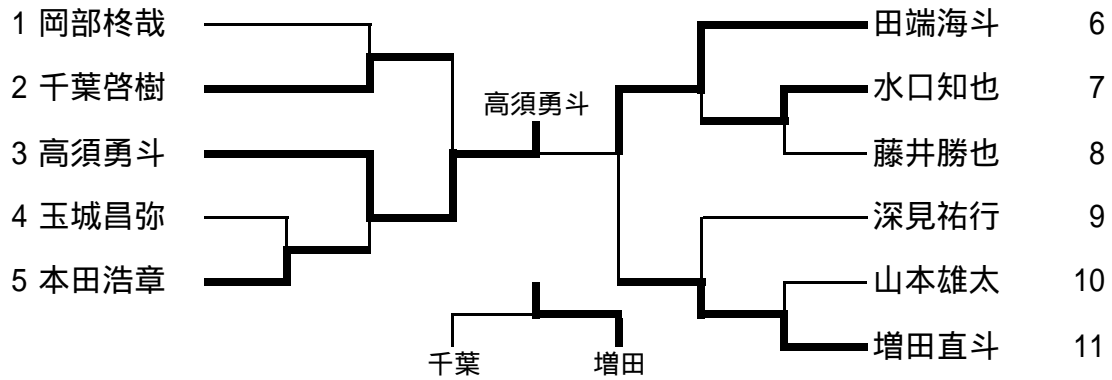 1 岡部柊哉
2 千葉啓樹
3 高須勇斗
4 玉城昌弥
5 本田浩章
高須勇斗
田端海斗 6
水口知也 7
藤井勝也 8
深見祐行 9
山本雄太 10
増田直斗 11
千葉
増田